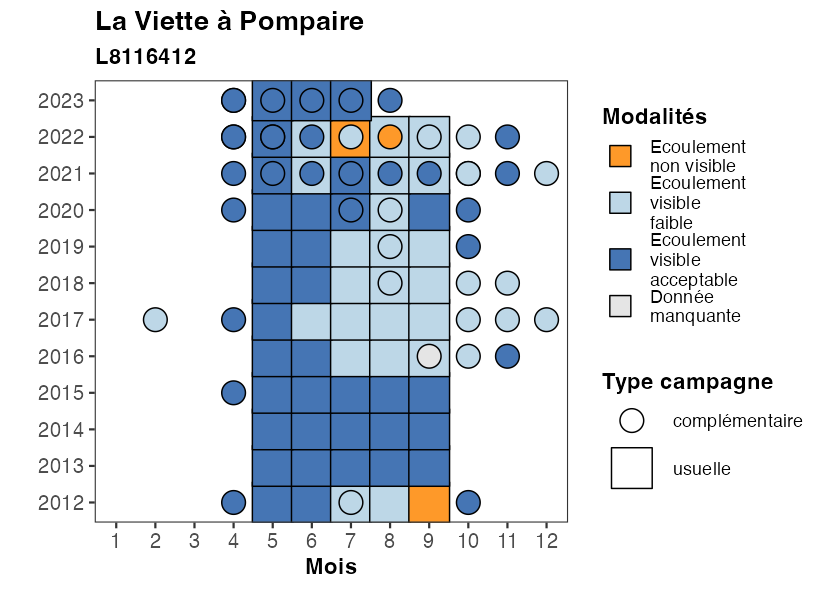 La Viette à Pompaire
L8116412
2023
2022
2021
2020
2019
2018
2017
2016
2015
2014
2013
2012
1 2 3 4 5 6 7 8 9 10 11 12
Mois
Modalités
Ecoulement
non visible
Ecoulement
visible
faible
Ecoulement
visible
acceptable
Donnée
manquante
Type campagne
complémentaire
usuelle